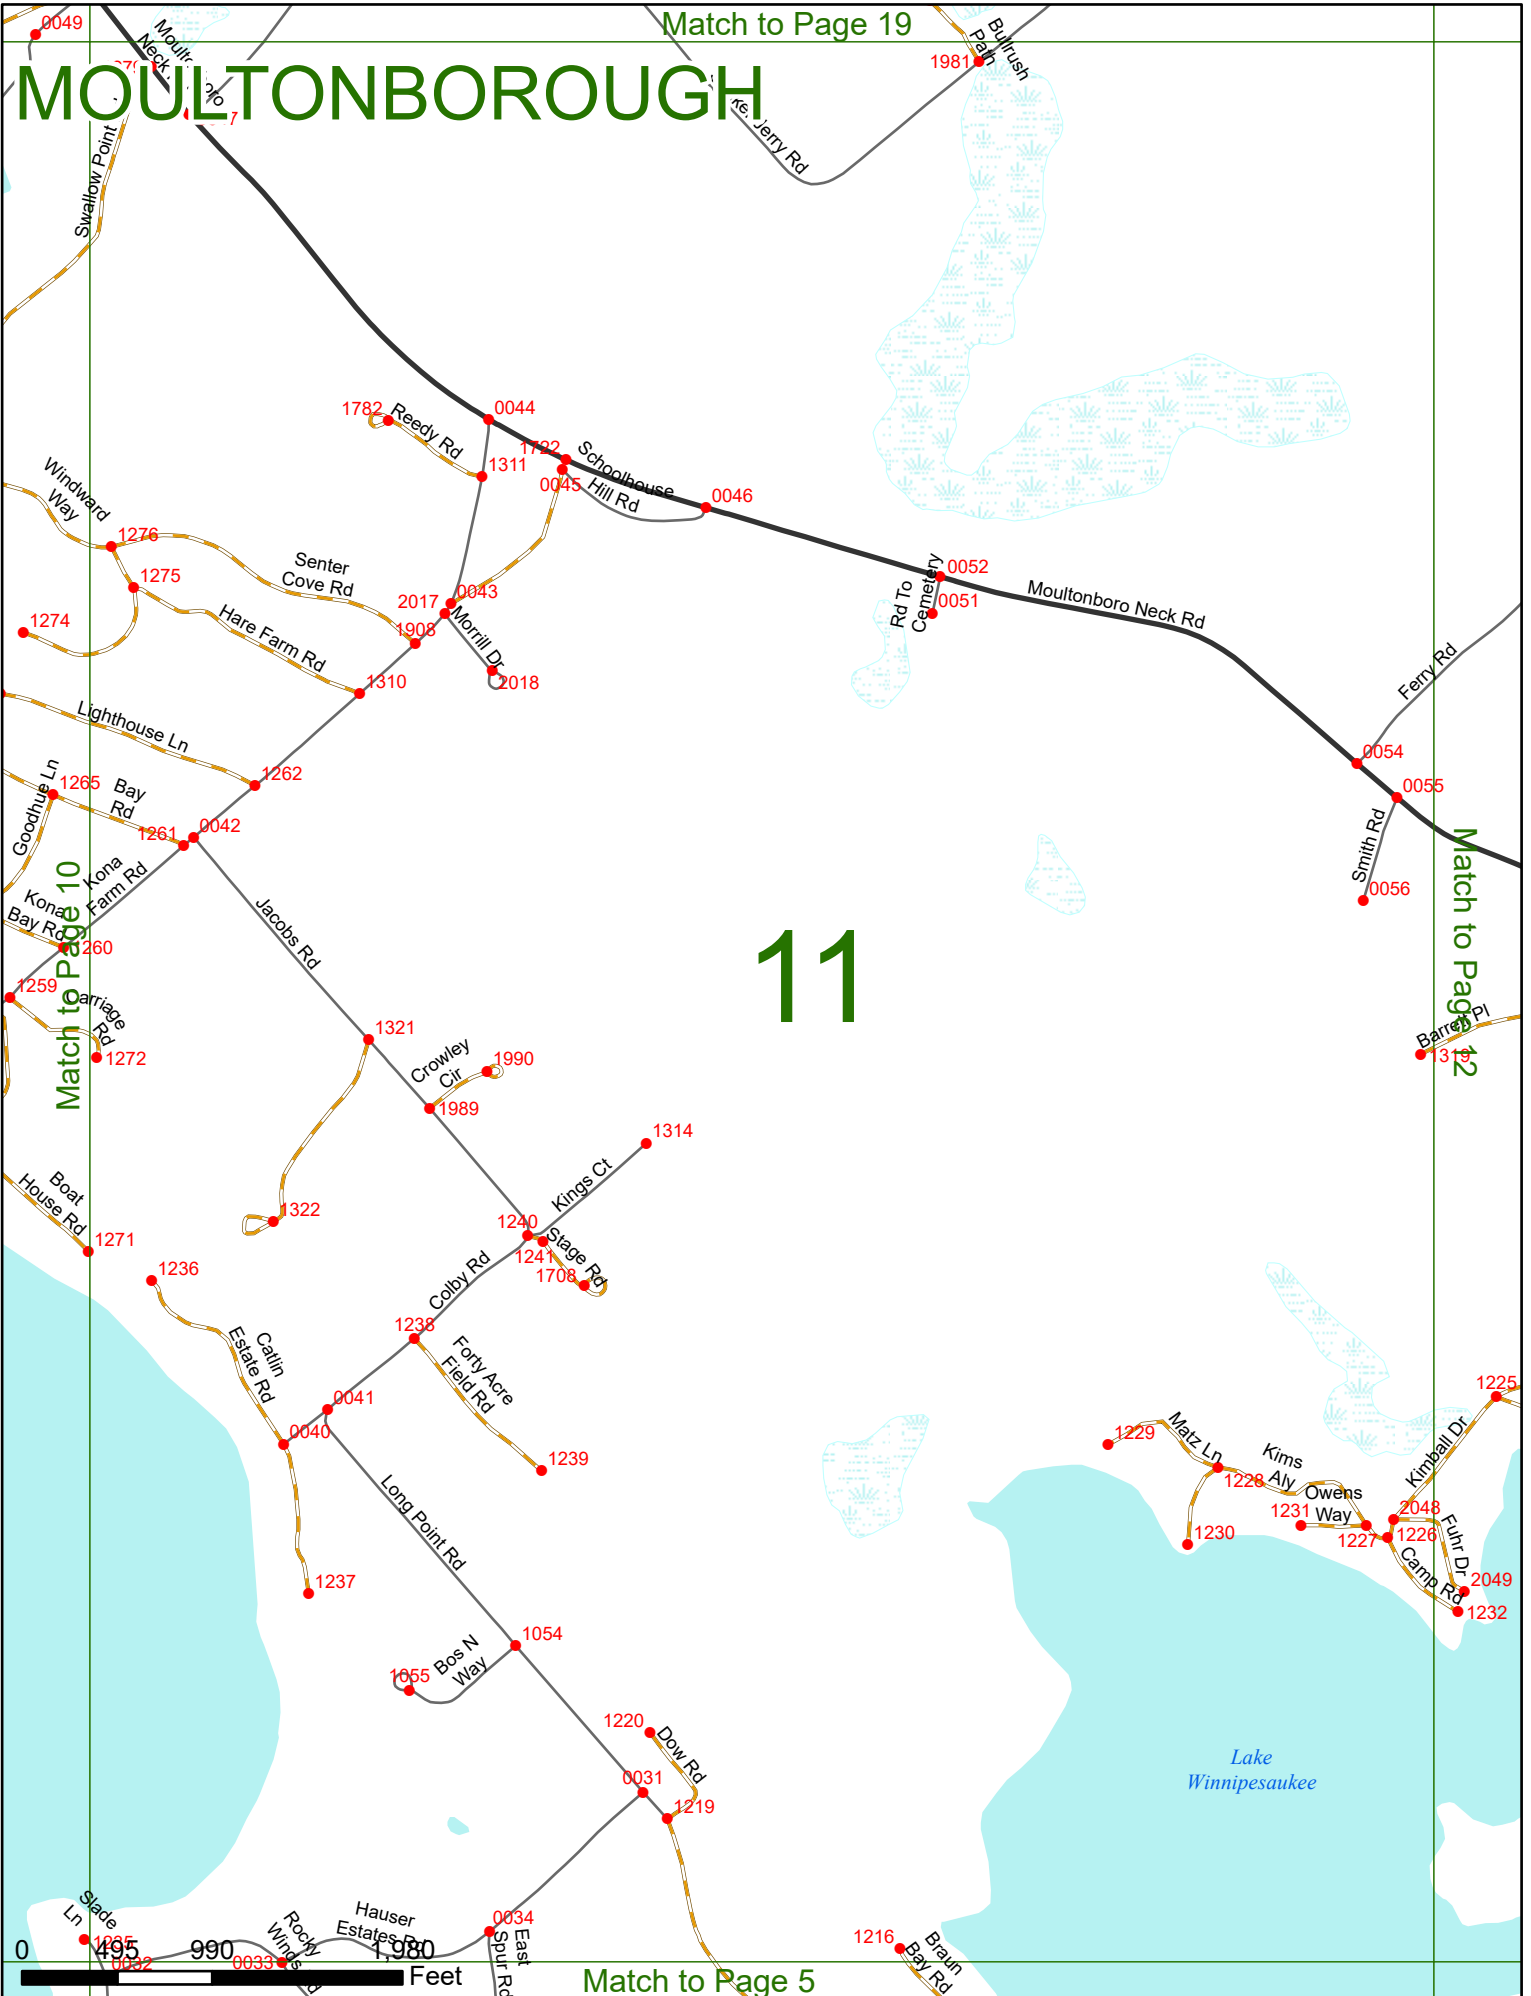 0049
Match to Page 19
Bullrush
Path
1981
MOULTONBOROUGH
Swallow Point
Jerry Rd
0044
1782
Reedy Rd
1722
Schoolhouse
Hill Rd
1311
0045
0046
Windward
Way
1276
Senter
Cove Rd
1275
0052
Rd To
Cemetery
0051
Moultonboro Neck Rd
2017
0043
1274
Hare Farm Rd
1908
Morrill Dr
2018
1310
Ferry Rd
Lighthouse Ln
0054
1262
1265
Bay
Rd
Goodhue Ln
0055
1261
0042
Smith Rd
Match to Page 12
Kona
Farm Rd
0056
Match to Page 10
Kona
Bay Rd
1260
Jacobs Rd
11
1259
Carriage
Rd
1272
1321
Barrett Pl
1319
Crowley
Cir
1990
1989
1314
Boat
House Rd
Kings Ct
1322
1240
1271
1241
Stage Rd
1236
1708
Colby Rd
1238
Catlin
Estate Rd
Forty Acre
Field Rd
1225
0041
0040
1229
Matz Ln
Kims
Aly
Kimball Dr
1239
1228
Owens
Way
1231
2048
Long Point Rd
1230
1227
1226
Fuhr Dr
Camp Rd
1237
2049
1232
1054
Bos N
Way
1055
1220
Dow Rd
Lake
Winnipesaukee
0031
1219
Slade
Ln
Hauser
Estates Rd
0034
1235
Rocky
East
Spur Rd
1216
Braun
Bay Rd
0032
0033
0
495
990
1,980
Feet
Match to Page 5